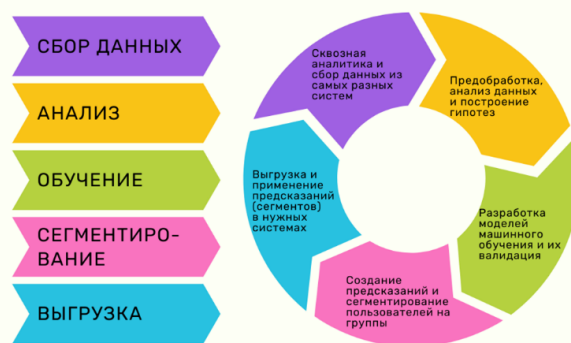 СБОР ДАННЫХ
АНАЛИЗ
ОБУЧЕНИЕ
СЕГМЕНТИРО-
ВАНИЕ
ВЫГРУЗКА
Сквозная
аналитика и
сбор данных из
самых разных
систем
Предобработка,
анализ данных
и построение
гипотез
Разработка
моделей
машинного
обучения и их
валидация
Создание
предсказаний и
сегментирование
пользователей на
группы
Выгрузка и
применение
предсказаний
(сегментов)
в нужных
системах